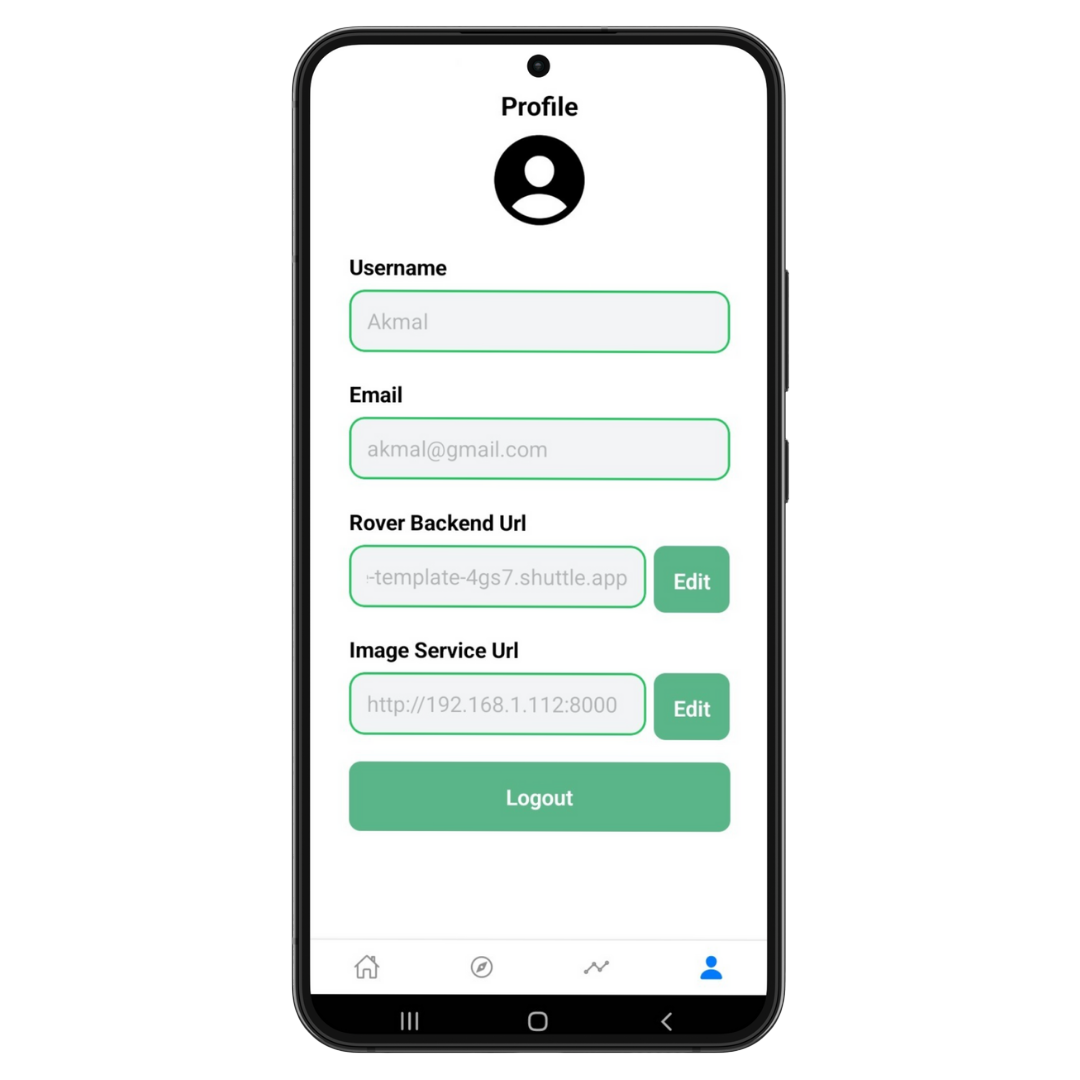 Profile
Username
Akmal
Email
akmal@gmail.com
Rover Backend Url
-template-4gs7.shuttle.app
Edit
Image Service Url
http://192.168.1.112:8000
Edit
Logout